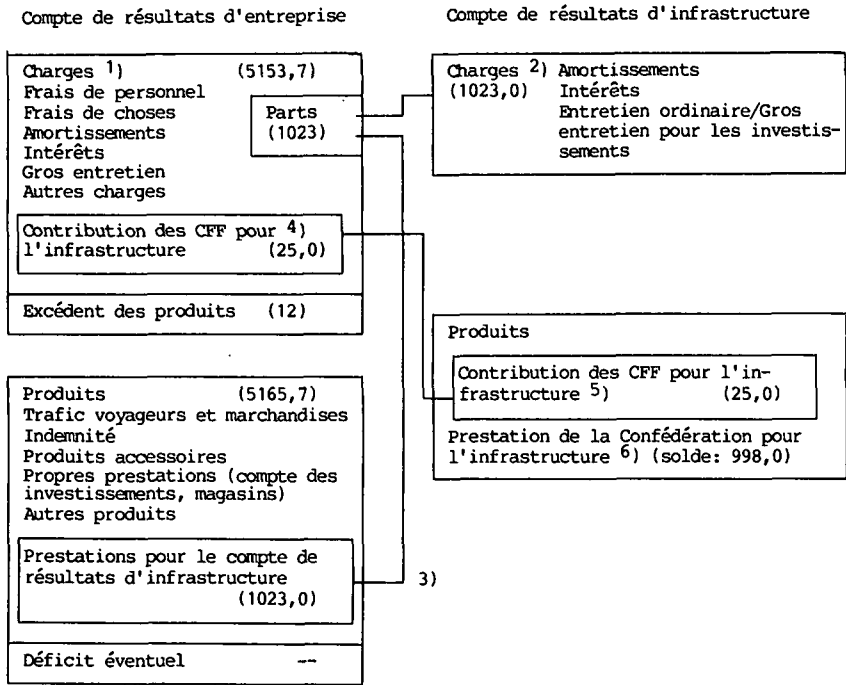 Compte de résultats d'entreprise
Charges 1) (5153,7)
Frais de personnel
Frais de choses
Amortissements
Intérêts
Gros entretien
Autres charges
Parts
(1023)
Contribution des CFF pour 4)
l'infrastructure (25,0)
Excédent des produits (12)
Produits (5165,7)
Trafic voyageurs et marchandises
Indemnité
Produits accessoires
Propres prestations (compte des
investissements, magasins)
Autres produits
Prestations pour le compte de
résultats d'infrastructure
(1023,0)
3)
Déficit éventuel --
Compte de résultats d'infrastructure
Charges 2) Amortissements
(1023,0) Intérêts
Entretien ordinaire/Gros
entretien pour les investis-
sements
Produits
Contribution des CFF pour l'in-
frastructure 5) (25,0)
Prestation de la Confédération pour
l'infrastructure 6) (solde: 998,0)